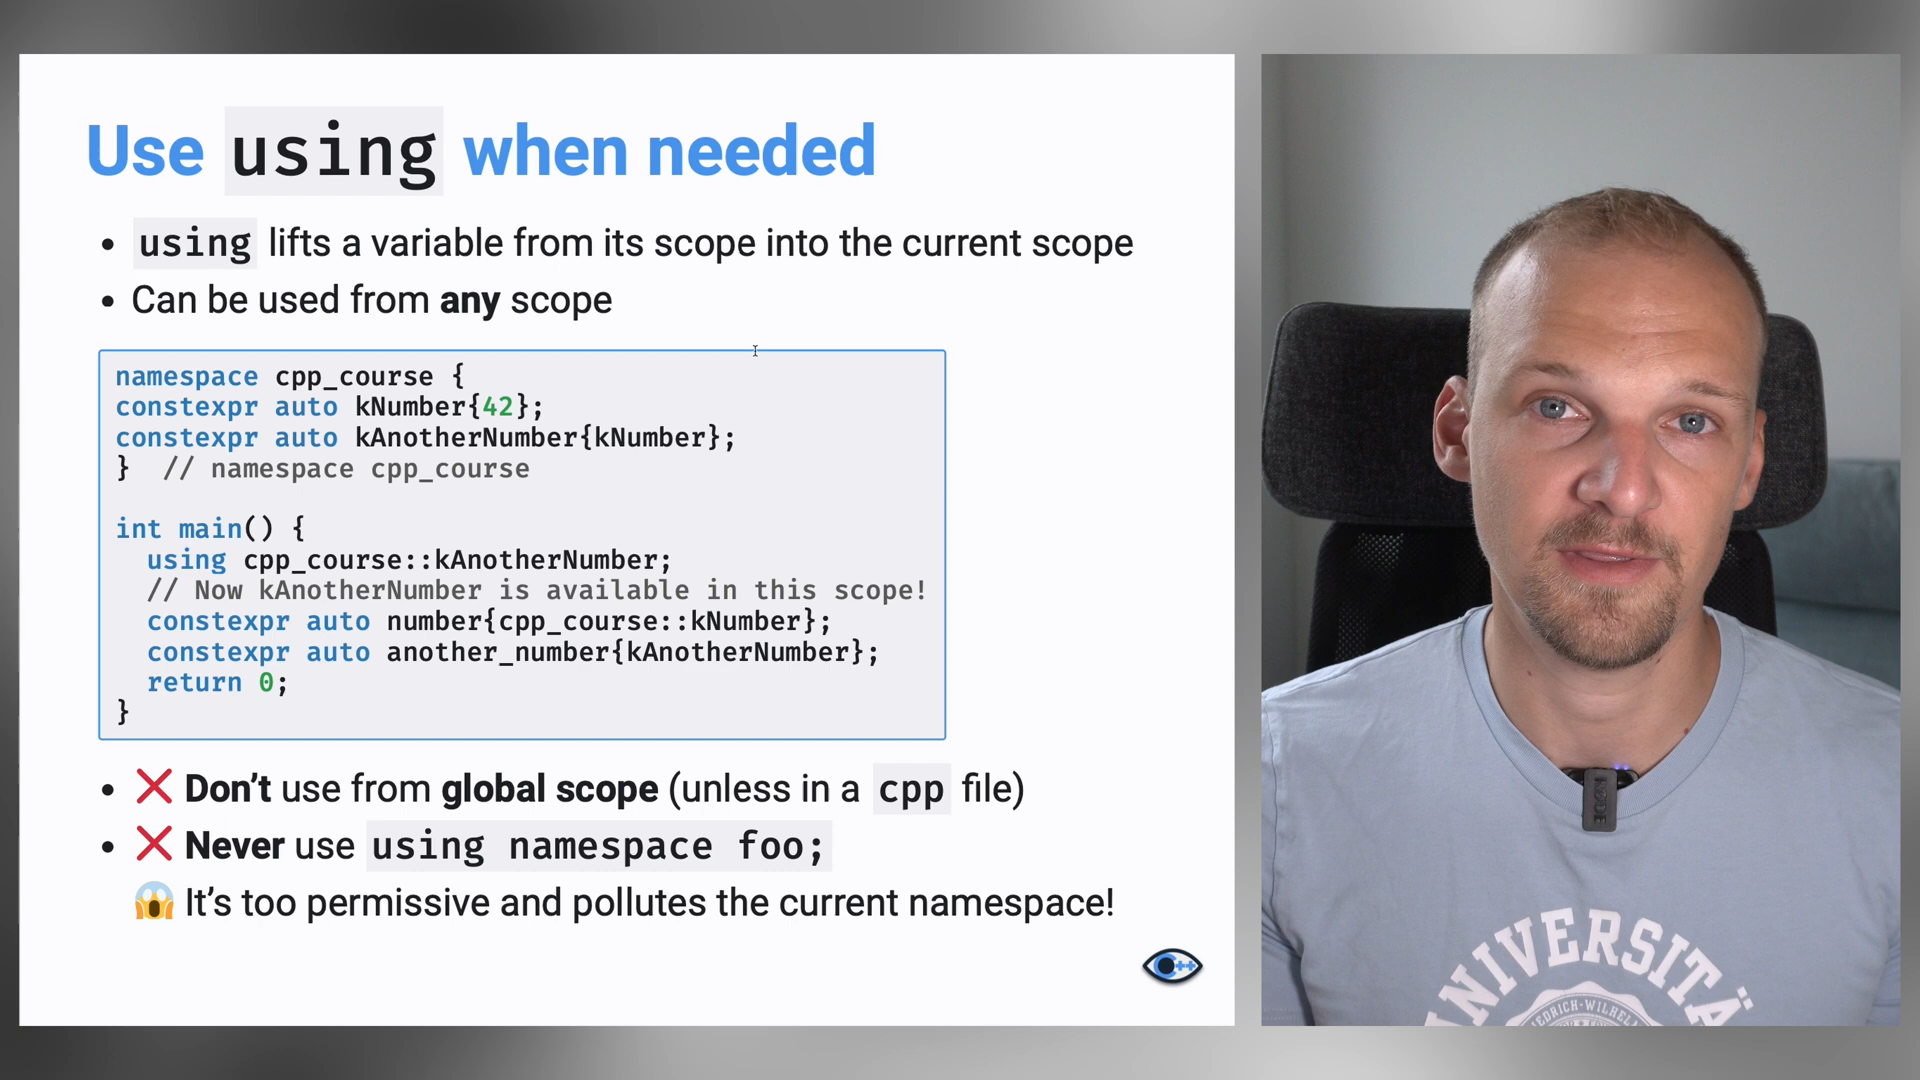 Use using when needed
• using lifts a variable from its scope into the current scope
• Can be used from any scope
namespace cpp_course {
constexpr auto kNumber{42};
constexpr auto kAnotherNumber{kNumber};
}  // namespace cpp_course
int main() {
  using cpp_course::kAnotherNumber;
  // Now kAnotherNumber is available in this scope!
  constexpr auto number{cpp_course::kNumber};
  constexpr auto another_number{kAnotherNumber};
  return 0;
}
• ❌ Don’t use from global scope (unless in a cpp file)
• ❌ Never use using namespace foo;
😱 It’s too permissive and pollutes the current namespace!
C++
RODE